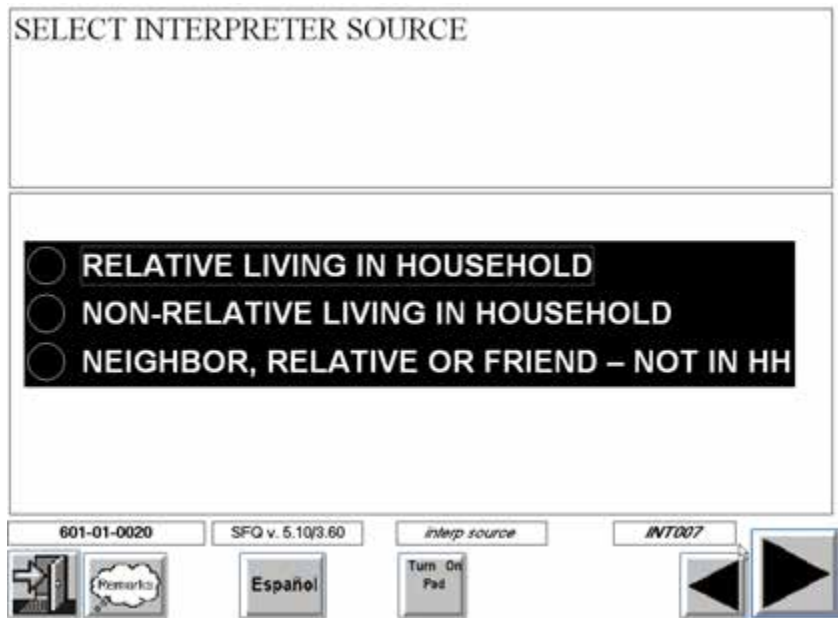 SELECT INTERPRETER SOURCE
RELATIVE LIVING IN HOUSEHOLD
NON-RELATIVE LIVING IN HOUSEHOLD
NEIGHBOR, RELATIVE OR FRIEND – NOT IN HH
601-01-0020 SFQ v. 5.10/3.60 interp source INT007
Remarks Español Turn On
Pad